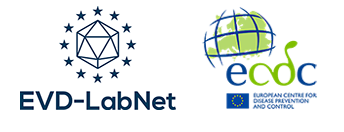 EVD-LabNet
ecdc
EUROPEAN CENTRE FOR
DISEASE PREVENTION
AND CONTROL